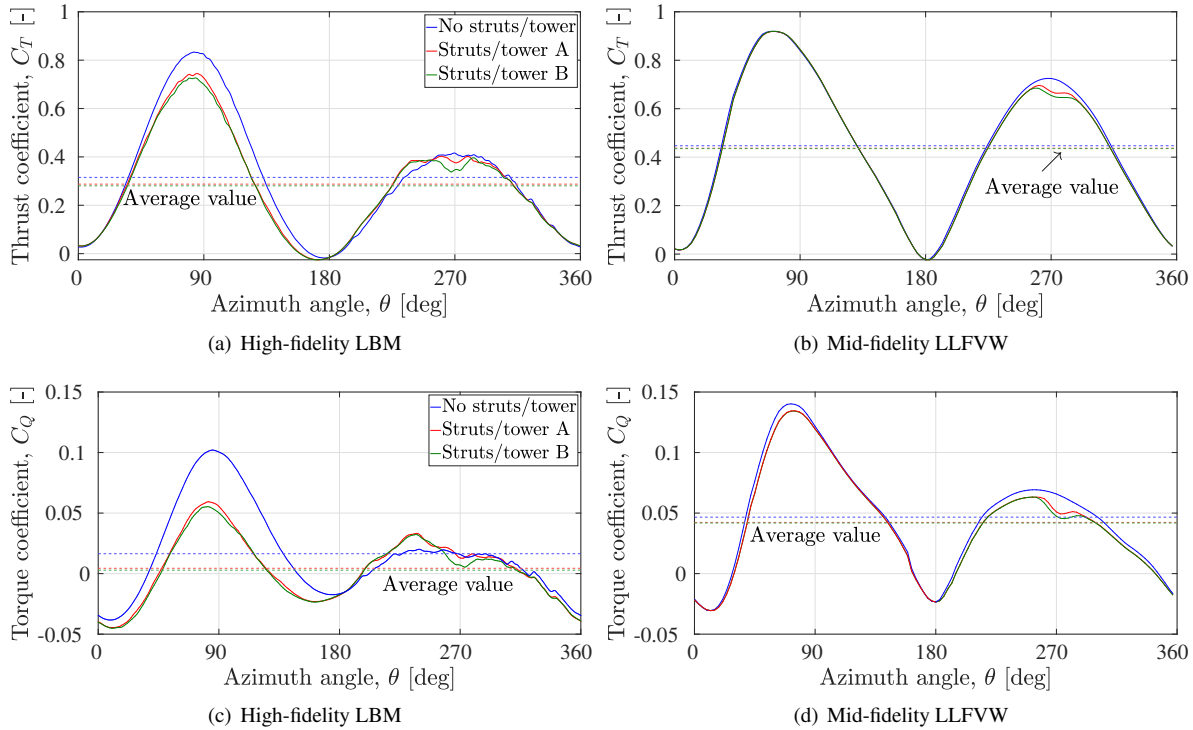 Thrust coefficient, C_T [-]
1
0.8
0.6
0.4
0.2
0
No struts/tower
Struts/tower A
Struts/tower B
Average value
0 90 180 270 360
Azimuth angle, θ [deg]
(a) High-fidelity LBM
Thrust coefficient, C_T [-]
1
0.8
0.6
0.4
0.2
0
Average value
0 90 180 270 360
Azimuth angle, θ [deg]
(b) Mid-fidelity LLFVW
Torque coefficient, C_Q [-]
0.15
0.1
0.05
0
-0.05
No struts/tower
Struts/tower A
Struts/tower B
Average value
0 90 180 270 360
Azimuth angle, θ [deg]
(c) High-fidelity LBM
Torque coefficient, C_Q [-]
0.15
0.1
0.05
0
-0.05
Average value
0 90 180 270 360
Azimuth angle, θ [deg]
(d) Mid-fidelity LLFVW